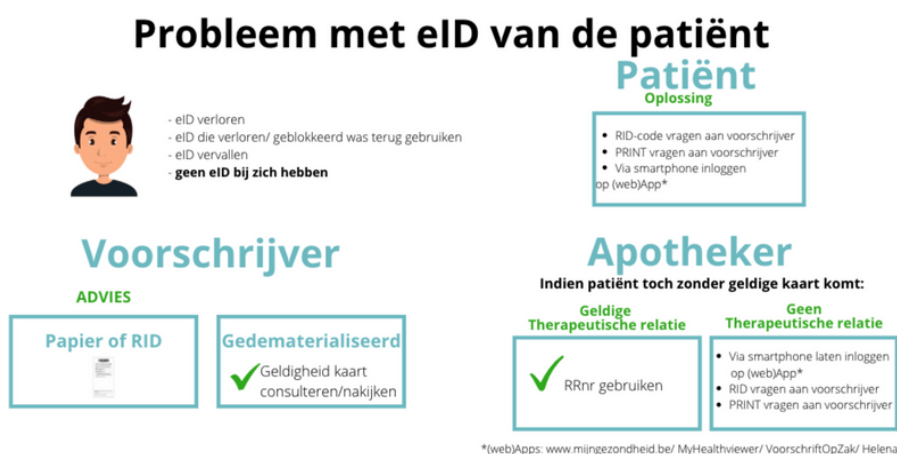 Probleem met eID van de patiënt
- eID verloren
- eID die verloren/ geblokkeerd was terug gebruiken
- eID vervallen
- geen eID bij zich hebben
Patiënt
Oplossing
• RID-code vragen aan voorschrijver
• PRINT vragen aan voorschrijver
• Via smartphone inloggen
op (web)App*
Voorschrijver
ADVIES
Papier of RID
Gedematerialiseerd
Geldigheid kaart
consulteren/nakijken
Apotheker
Indien patiënt toch zonder geldige kaart komt:
Geldige
Therapeutische relatie
RRnr gebruiken
Geen
Therapeutische relatie
• Via smartphone laten inloggen
op (web)App*
• RID vragen aan voorschrijver
• PRINT vragen aan voorschrijver
*(web)Apps: www.mijngezondheid.be/ MyHealthviewer/ VoorschriftOpZak/ Helena